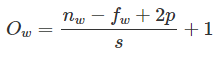 O_w = \frac{n_w - f_w + 2p}{s} + 1